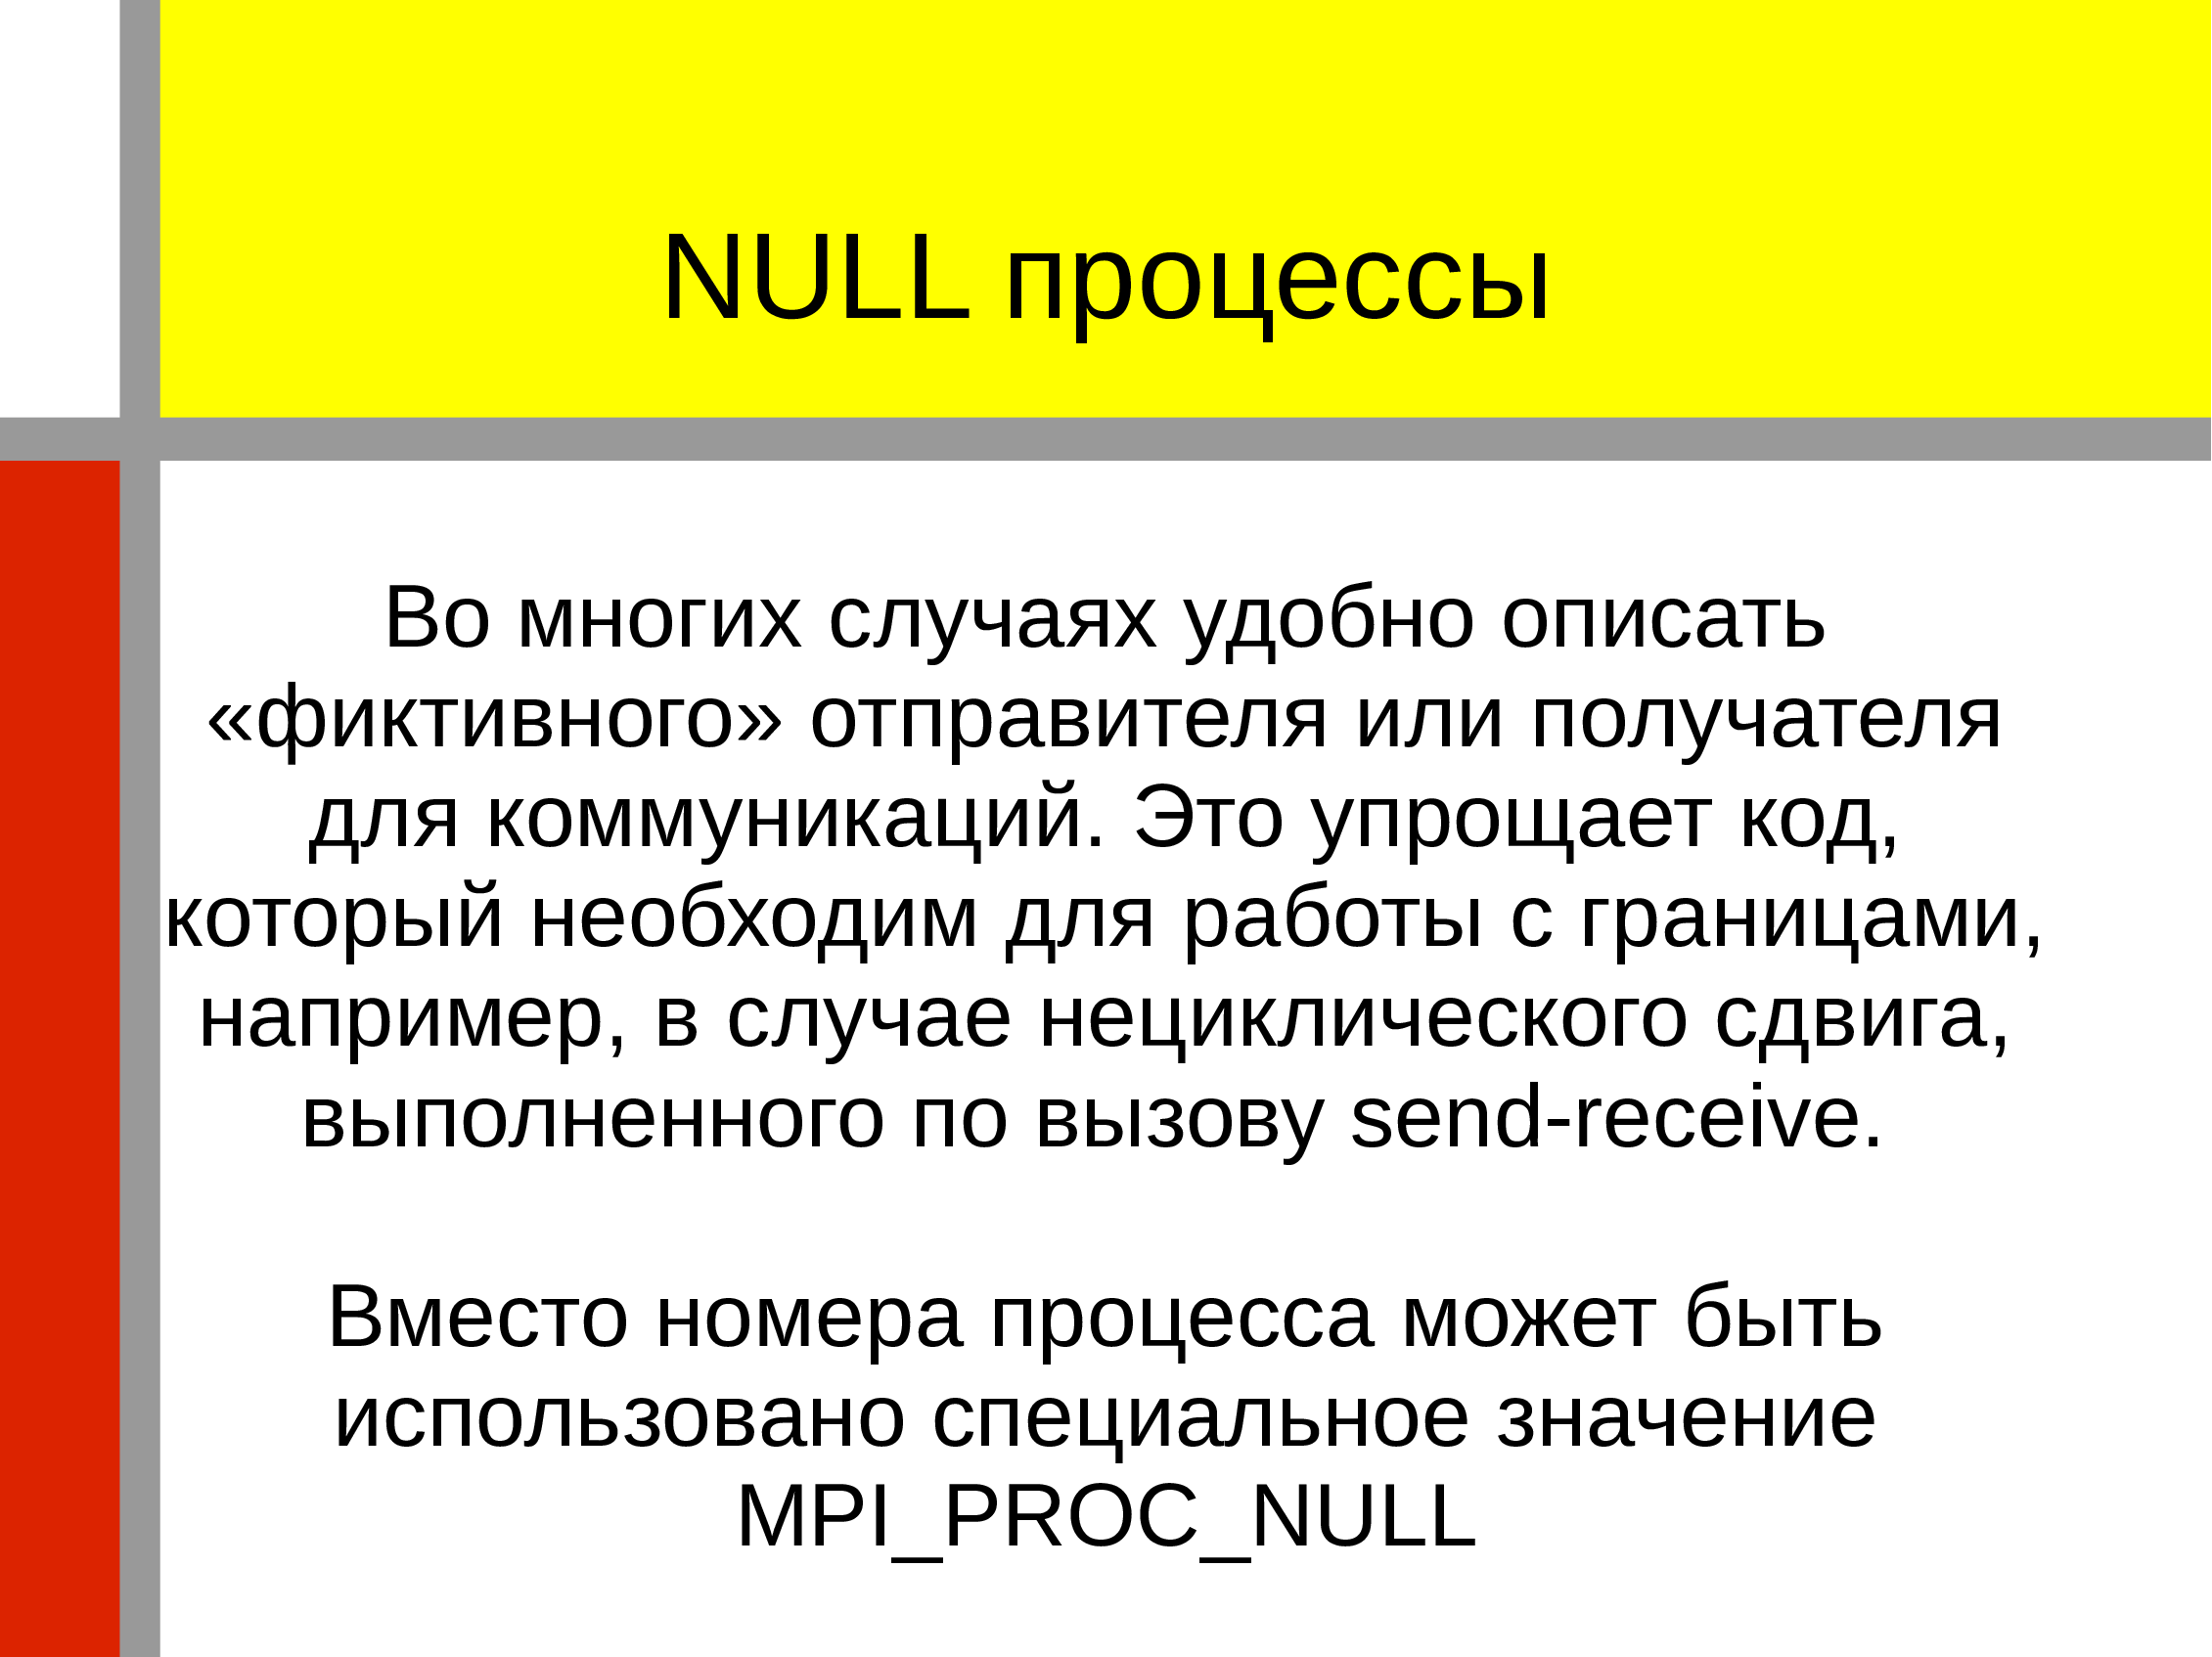 NULL процессы
Во многих случаях удобно описать
«фиктивного» отправителя или получателя
для коммуникаций. Это упрощает код,
который необходим для работы с границами,
например, в случае нециклического сдвига,
выполненного по вызову send-receive.
Вместо номера процесса может быть
использовано специальное значение
MPI_PROC_NULL